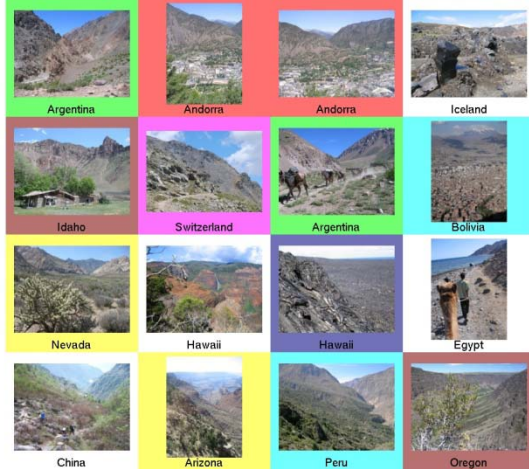 Argentina
Andorra
Andorra
Iceland
Idaho
Switzerland
Argentina
Bolivia
Nevada
Hawaii
Hawaii
Egypt
China
Arizona
Peru
Oregon